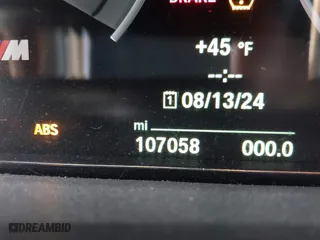 BRAKE
M
+45 °F
--:--
1 08/13/24
ABS
mi
107058 000.0
©DREAMBID